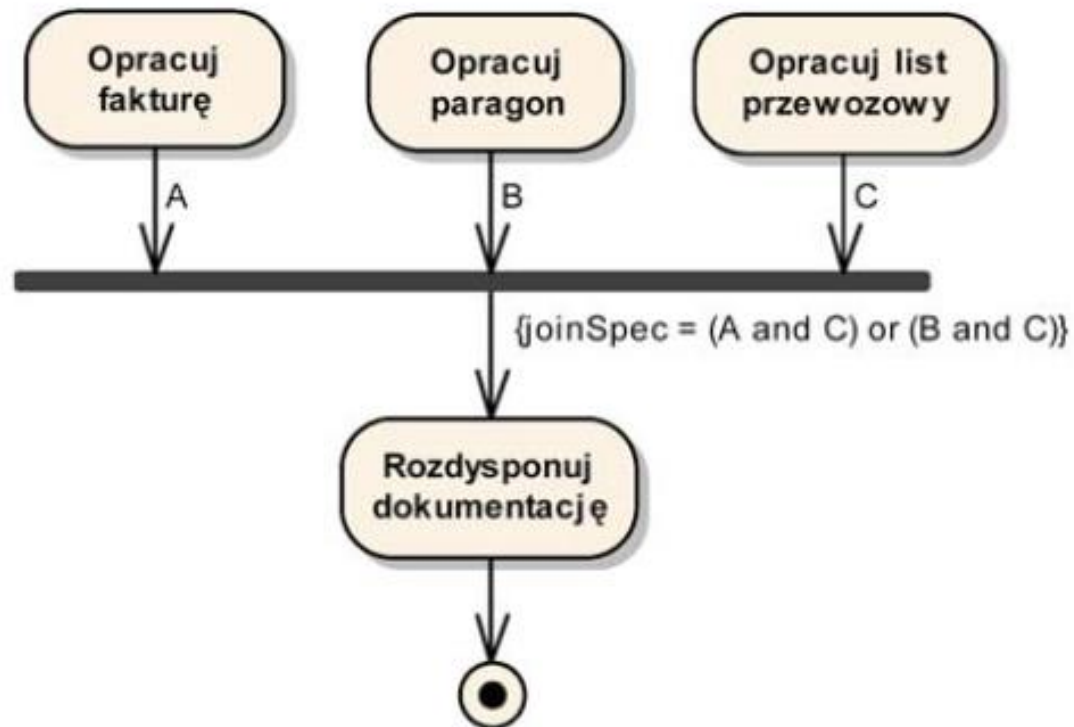 Opracuj
fakturę
Opracuj
paragon
Opracuj list
przewozowy
A
B
C
{joinSpec = (A and C) or (B and C)}
Rozdysponuj
dokumentację